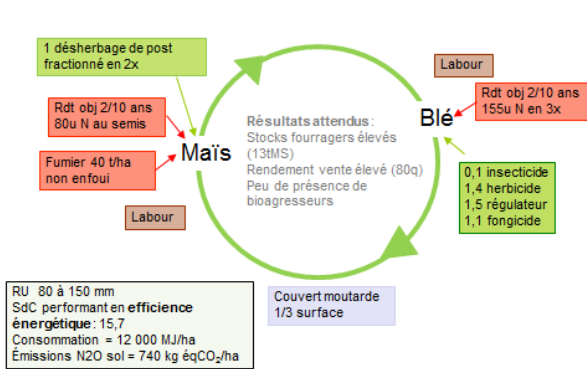 1 désherbage de post
fractionné en 2x
Labour
Rdt obj 2/10 ans
155u N en 3x
Rdt obj 2/10 ans
80u N au semis
Résultats attendus :
Stocks fourragers élevés
(13tMS)
Rendement vente élevé (80q)
Peu de présence de
bioagresseurs
Blé
Maïs
Fumier 40 t/ha
non enfoui
0,1 insecticide
1,4 herbicide
1,5 régulateur
1,1 fongicide
Labour
RU 80 à 150 mm
SdC performant en efficience
énergétique : 15,7
Consommation = 12 000 MJ/ha
Émissions N2O sol = 740 kg éqCO₂/ha
Couvert moutarde
1/3 surface